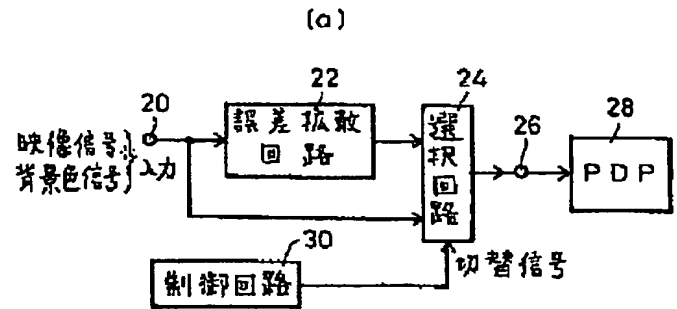 (a)
20
22
24
26
28
映像信号
背景色信号
入力
誤差拡散
回路
選択回路
PDP
30
制御回路
切替信号